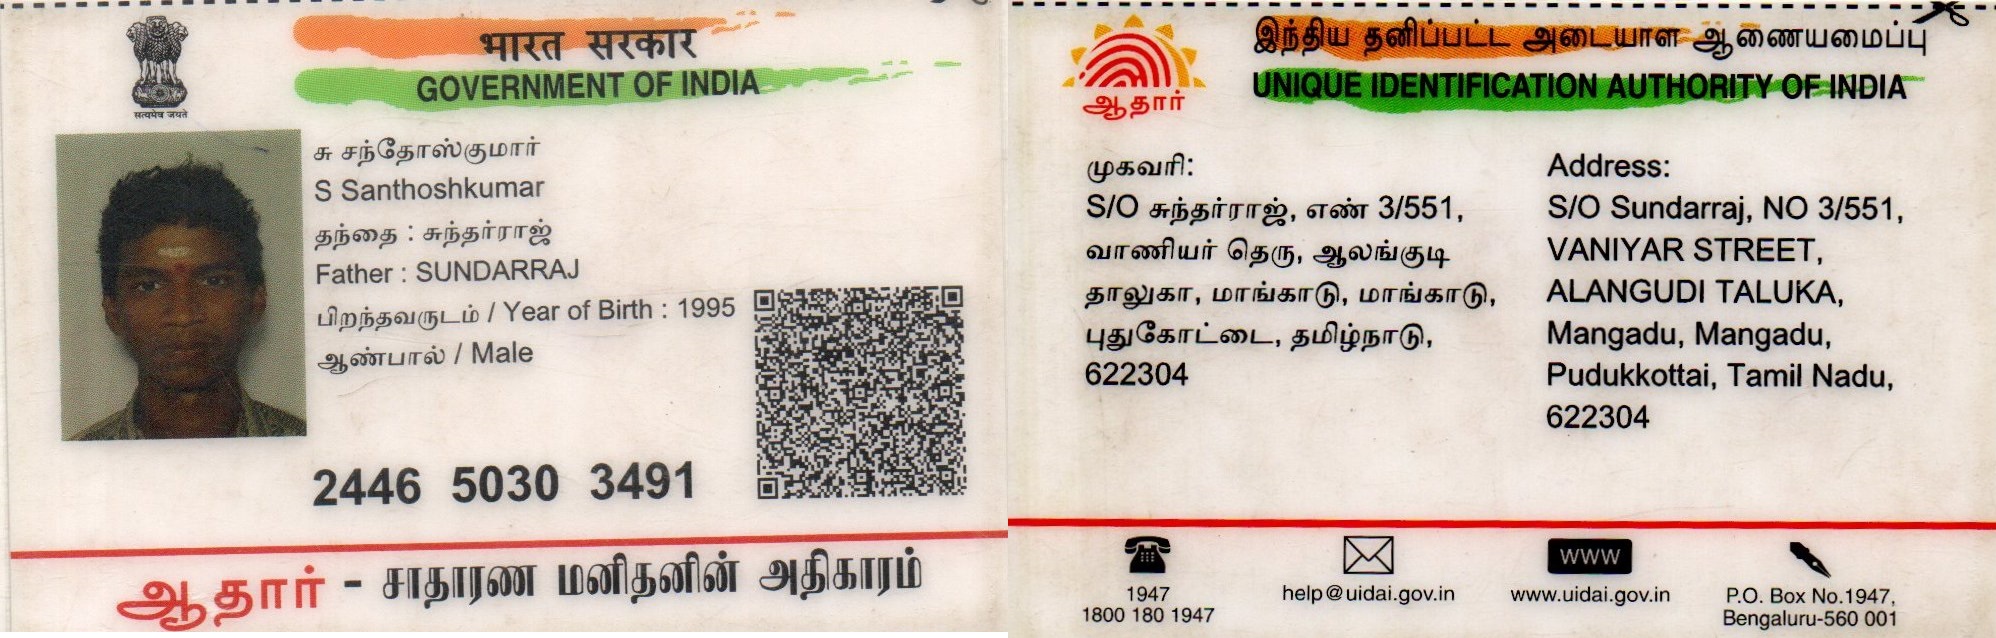 भारत सरकार
GOVERNMENT OF INDIA
सत्यमेव जयते
சு சந்தோஸ்குமார்
S Santhoshkumar
தந்தை : சுந்தர்ராஜ்
Father : SUNDARRAJ
பிறந்தவருடம் / Year of Birth : 1995
ஆண்பால் / Male
2446 5030 3491
ஆதார் - சாதாரண மனிதனின் அதிகாரம்
ஆதார்
இந்திய தனிப்பட்ட அடையாள ஆணையமைப்பு
UNIQUE IDENTIFICATION AUTHORITY OF INDIA
முகவரி:
S/O சுந்தர்ராஜ், எண் 3/551,
வாணியர் தெரு, ஆலங்குடி
தாலுகா, மாங்காடு, மாங்காடு,
புதுகோட்டை, தமிழ்நாடு,
622304
Address:
S/O Sundarraj, NO 3/551,
VANIYAR STREET,
ALANGUDI TALUKA,
Mangadu, Mangadu,
Pudukkottai, Tamil Nadu,
622304
1947
1800 180 1947
help@uidai.gov.in
WWW
www.uidai.gov.in
P.O. Box No.1947,
Bengaluru-560 001